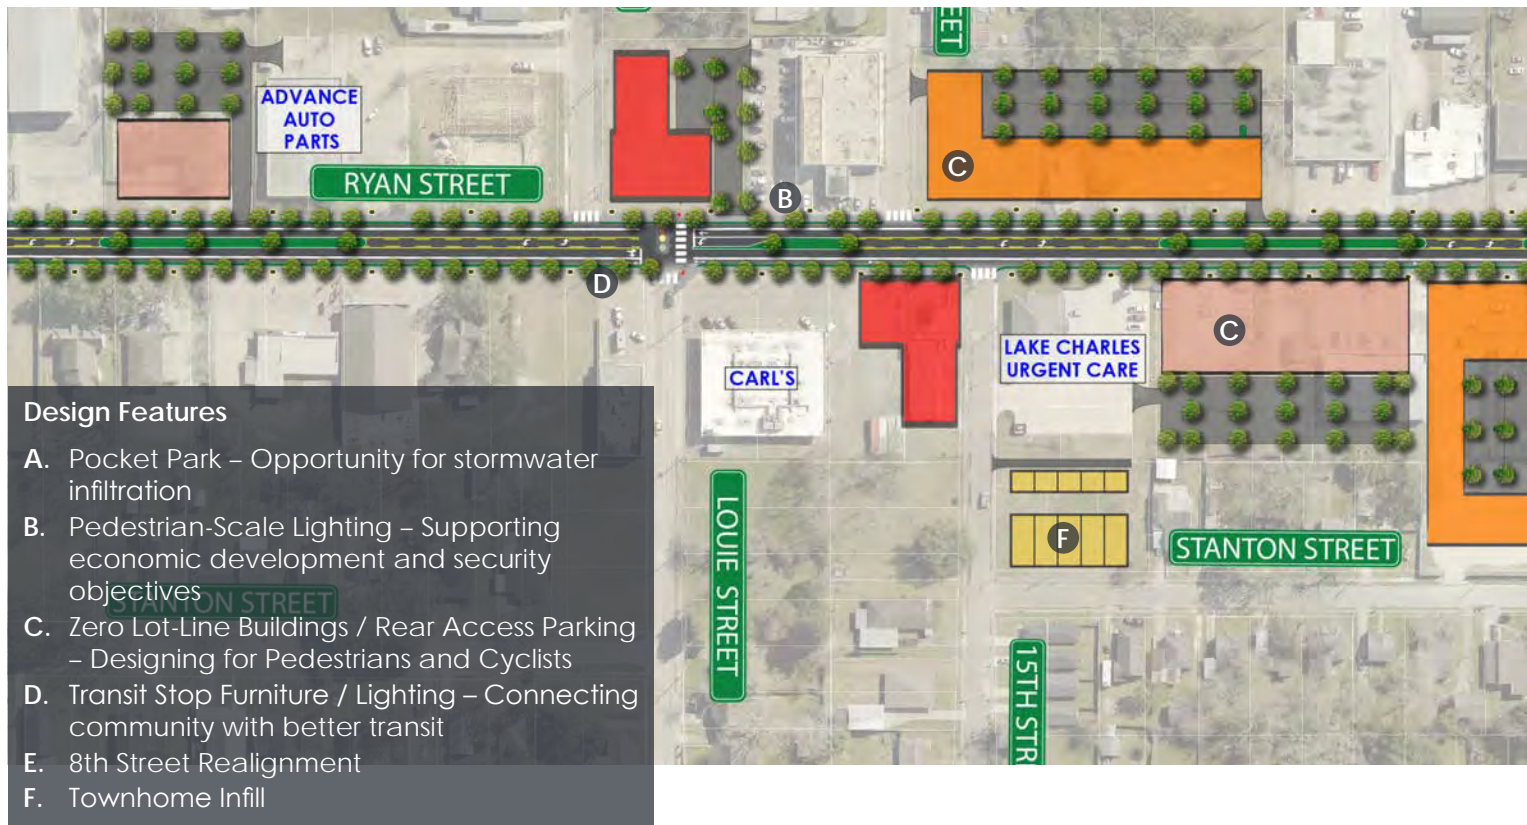 EET
ADVANCE
AUTO
PARTS
RYAN STREET
B
C
D
C
LAKE CHARLES
URGENT CARE
CARL'S
F
LOUIE STREET
STANTON STREET
15TH STR
STANTON STREET
Design Features
A. Pocket Park – Opportunity for stormwater
infiltration
B. Pedestrian-Scale Lighting – Supporting
economic development and security
objectives
C. Zero Lot-Line Buildings / Rear Access Parking
– Designing for Pedestrians and Cyclists
D. Transit Stop Furniture / Lighting – Connecting
community with better transit
E. 8th Street Realignment
F. Townhome Infill